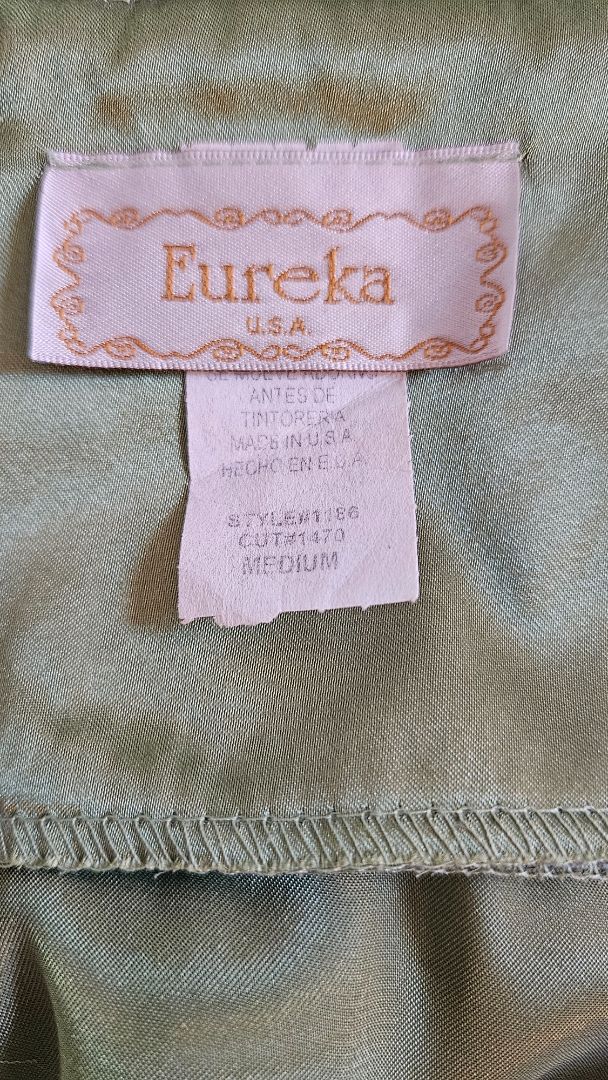 Eureka
U.S.A.
ANTES DE
TINTORERIA
MADE IN U.S.A.
HECHO EN E.U.A.
STYLE#1186
CUT#1470
MEDIUM